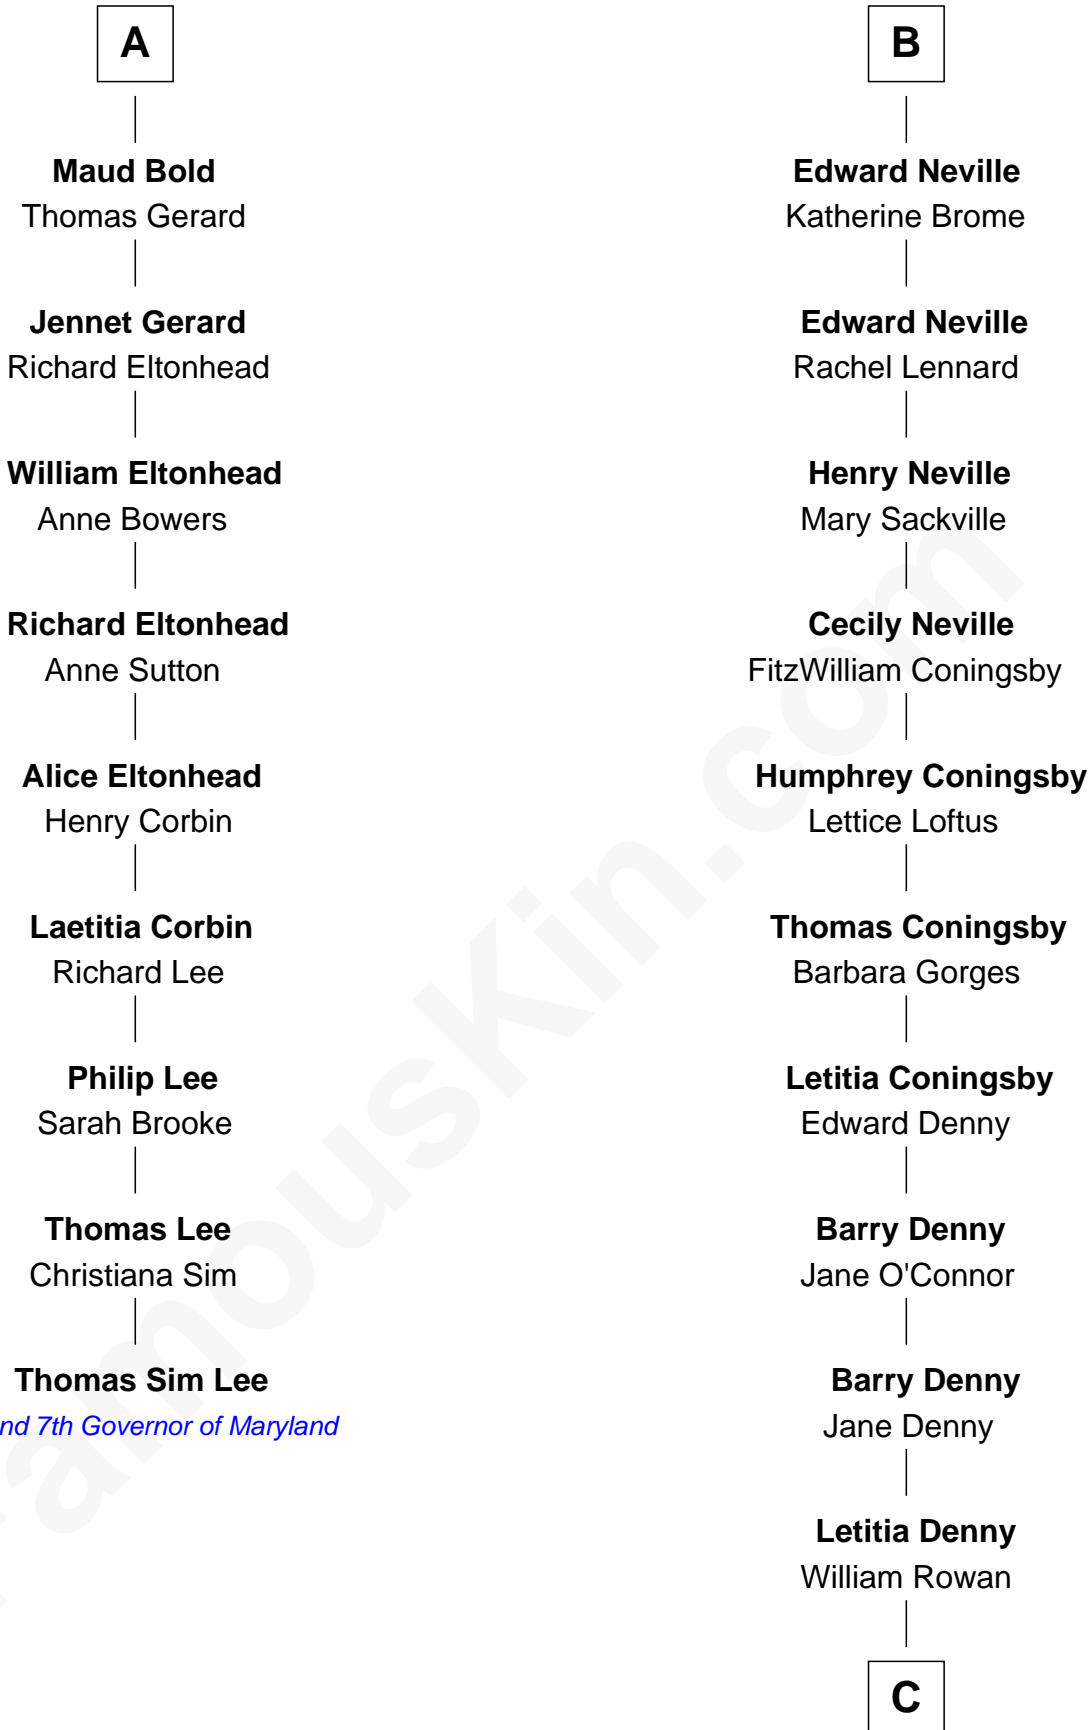 A
Maud Bold
Thomas Gerard
Jennet Gerard
Richard Eltonhead
William Eltonhead
Anne Bowers
Richard Eltonhead
Anne Sutton
Alice Eltonhead
Henry Corbin
Laetitia Corbin
Richard Lee
Philip Lee
Sarah Brooke
Thomas Lee
Christiana Sim
Thomas Sim Lee
nd 7th Governor of Maryland
B
Edward Neville
Katherine Brome
Edward Neville
Rachel Lennard
Henry Neville
Mary Sackville
Cecily Neville
FitzWilliam Coningsby
Humphrey Coningsby
Lettice Loftus
Thomas Coningsby
Barbara Gorges
Letitia Coningsby
Edward Denny
Barry Denny
Jane O'Connor
Barry Denny
Jane Denny
Letitia Denny
William Rowan
C
FamousKin.com